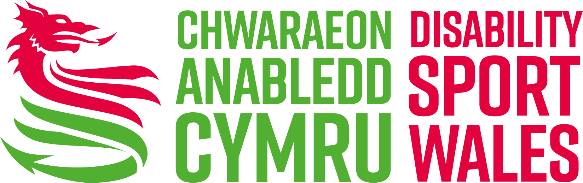 CHWARAEON
ANABLEDD
CYMRU
DISABILITY
SPORT
WALES